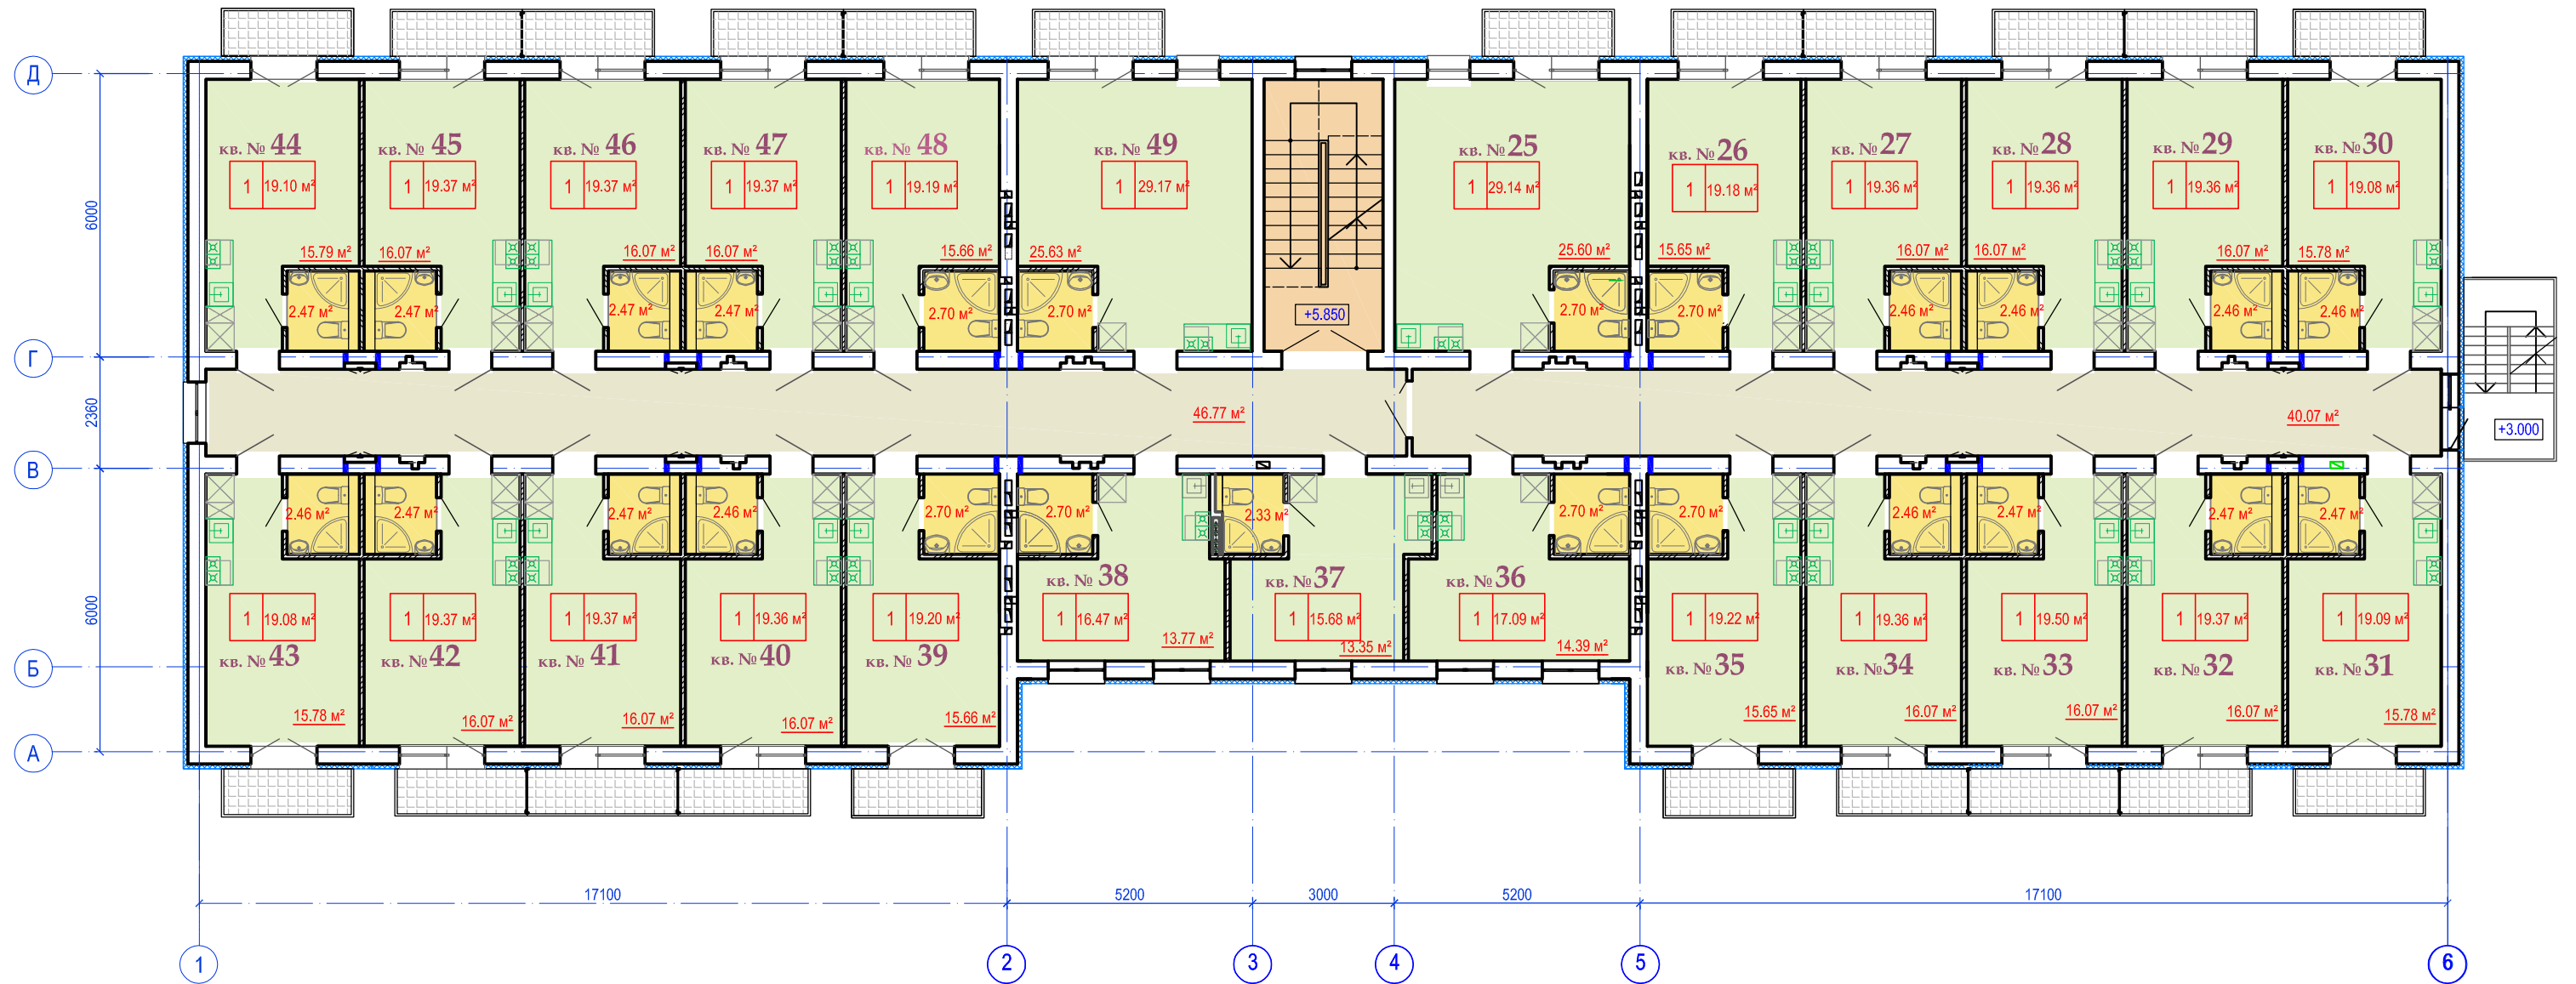 Д
кв. № 44
кв. № 45
кв. № 46
кв. № 47
кв. № 48
кв. № 49
кв. № 25
кв. № 26
кв. № 27
кв. № 28
кв. № 29
кв. № 30
1 19.10 м²
1 19.37 м²
1 19.37 м²
1 19.37 м²
1 19.19 м²
1 29.17 м²
1 29.14 м²
1 19.18 м²
1 19.36 м²
1 19.36 м²
1 19.36 м²
1 19.08 м²
6000
15.79 м²
16.07 м²
16.07 м²
16.07 м²
15.66 м²
25.63 м²
25.60 м²
15.65 м²
16.07 м²
16.07 м²
16.07 м²
15.78 м²
2.47 м²
2.47 м²
2.47 м²
2.47 м²
2.70 м²
2.70 м²
+5.850
2.70 м²
2.70 м²
2.46 м²
2.46 м²
2.46 м²
2.46 м²
Г
2360
46.77 м²
40.07 м²
+3.000
В
2.46 м²
2.47 м²
2.47 м²
2.46 м²
2.70 м²
2.70 м²
2.33 м²
2.70 м²
2.70 м²
2.46 м²
2.47 м²
2.47 м²
2.47 м²
6000
кв. № 38
кв. № 37
кв. № 36
1 19.08 м²
1 19.37 м²
1 19.37 м²
1 19.36 м²
1 19.20 м²
1 16.47 м²
1 15.68 м²
1 17.09 м²
1 19.22 м²
1 19.36 м²
1 19.50 м²
1 19.37 м²
1 19.09 м²
13.77 м²
13.35 м²
14.39 м²
Б
кв. № 43
кв. № 42
кв. № 41
кв. № 40
кв. № 39
кв. № 35
кв. № 34
кв. № 33
кв. № 32
кв. № 31
15.78 м²
16.07 м²
16.07 м²
16.07 м²
15.66 м²
15.65 м²
16.07 м²
16.07 м²
16.07 м²
15.78 м²
А
17100
5200
3000
5200
17100
1
2
3
4
5
6